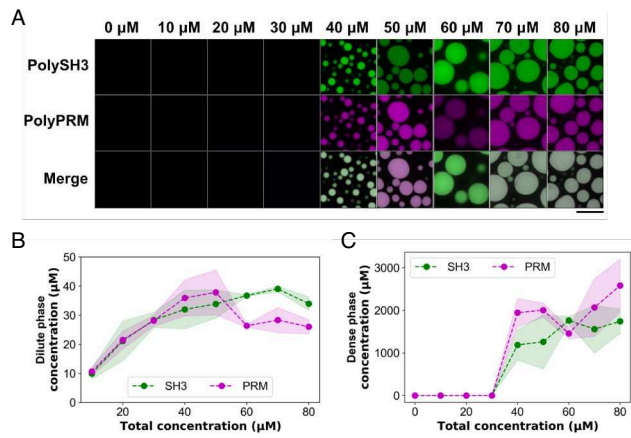 A
0 μM 10 μM 20 μM 30 μM 40 μM 50 μM 60 μM 70 μM 80 μM
PolySH3
PolyPRM
Merge
B
50
40
30
20
10
0
Dilute phase
concentration (μM)
SH3 PRM
20 40 60 80
Total concentration (μM)
C
3000
2000
1000
0
Dense phase
concentration (μM)
SH3 PRM
0 20 40 60 80
Total concentration (μM)